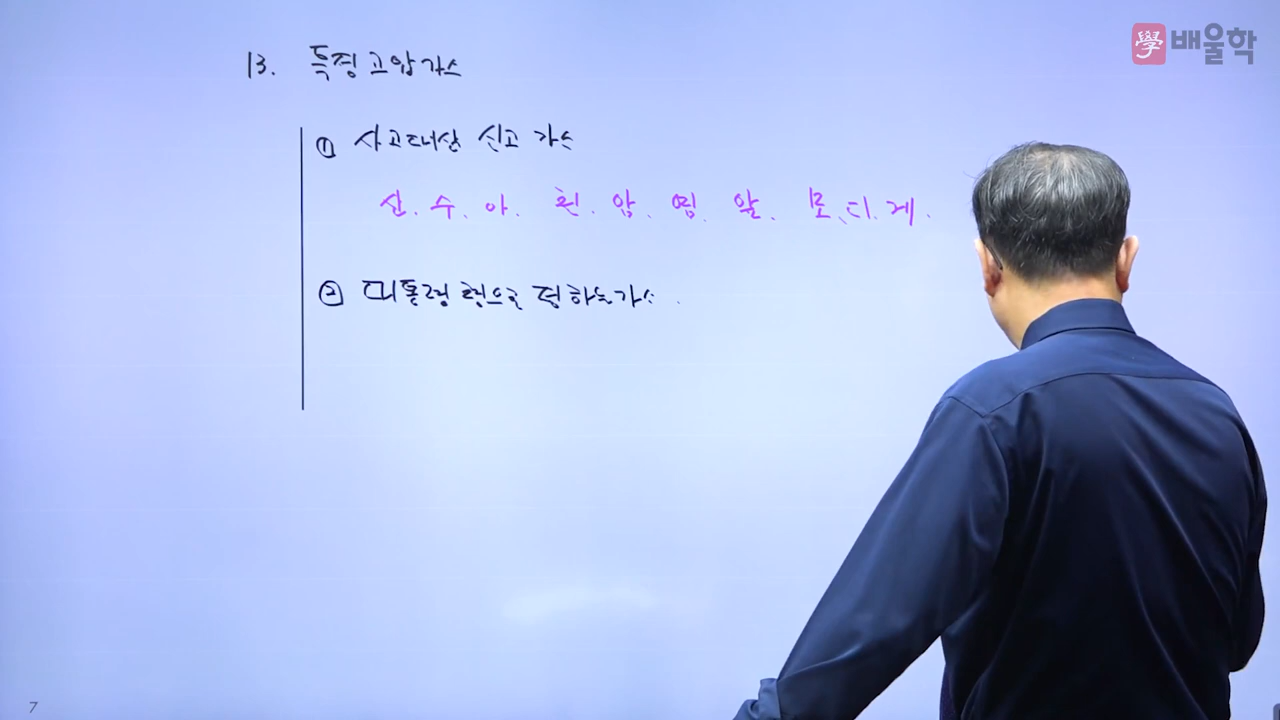 學 배울학
13. 특정고압가스
① 사고대상 신고 가스
산. 수. 아. 천. 암. 염. 알. 모. 디. 게.
② 대통령령으로 정하는 가스.
7